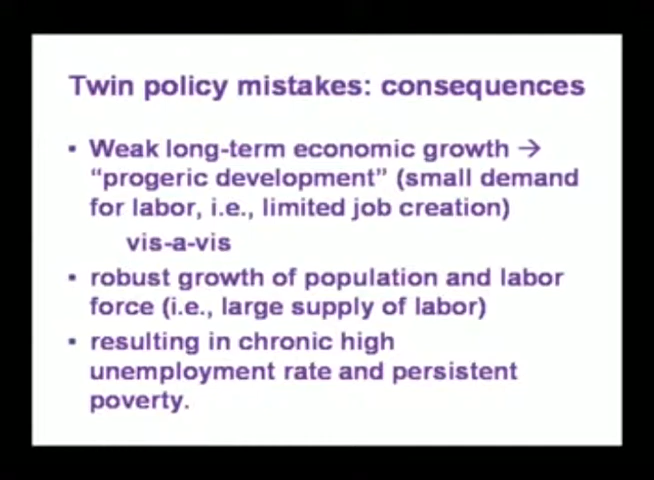 Twin policy mistakes: consequences
• Weak long-term economic growth →
“progeric development” (small demand
for labor, i.e., limited job creation)
vis-a-vis
• robust growth of population and labor
force (i.e., large supply of labor)
• resulting in chronic high
unemployment rate and persistent
poverty.